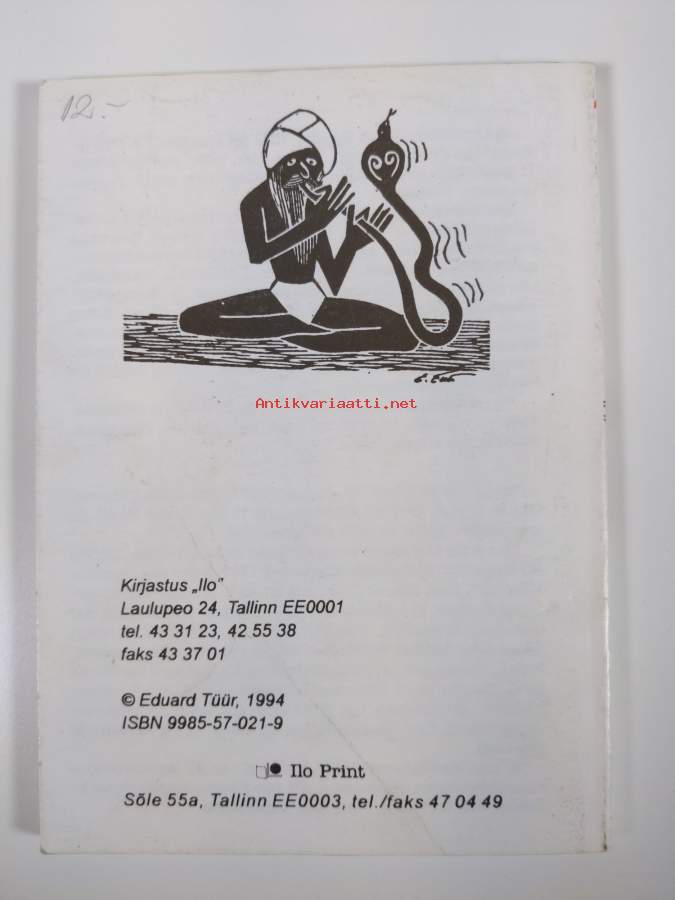 12.-
Antikvariaatti.net
Kirjastus „Ilo”
Laulupeo 24, Tallinn EE0001
tel. 43 31 23, 42 55 38
faks 43 37 01
© Eduard Tüür, 1994
ISBN 9985-57-021-9
Ilo Print
Sõle 55a, Tallinn EE0003, tel./faks 47 04 49